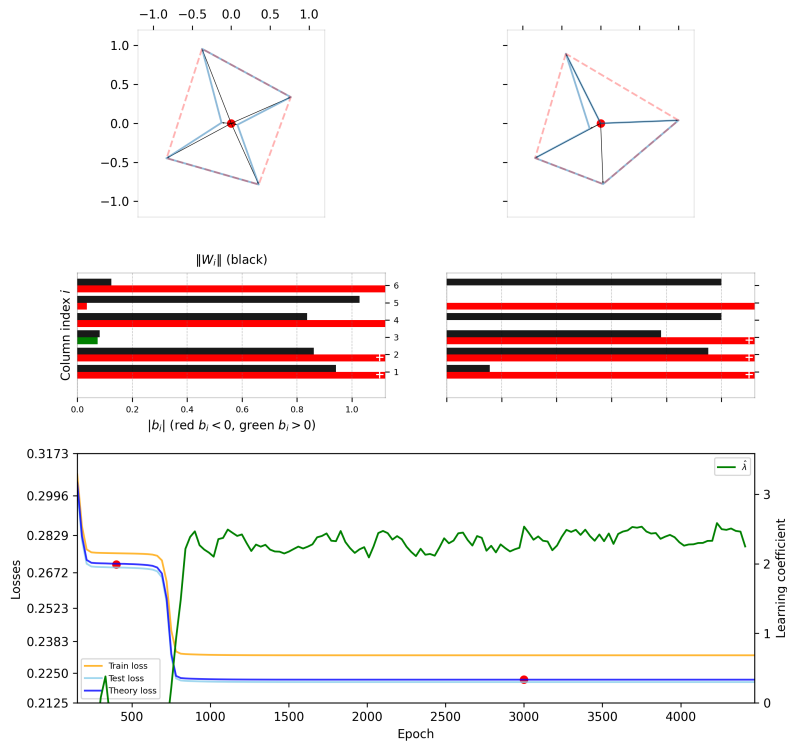 −1.0 −0.5 0.0 0.5 1.0
1.0
0.5
0.0
−0.5
−1.0
‖Wᵢ‖ (black)
Column index i
6
5
4
3
2
1
0.0 0.2 0.4 0.6 0.8 1.0
|bᵢ| (red bᵢ < 0, green bᵢ > 0)
0.3173
0.2996
0.2829
0.2672
0.2523
0.2383
0.2250
0.2125
Losses
λ̂
3
2
1
0
Learning coefficient
Train loss
Test loss
Theory loss
500 1000 1500 2000 2500 3000 3500 4000
Epoch